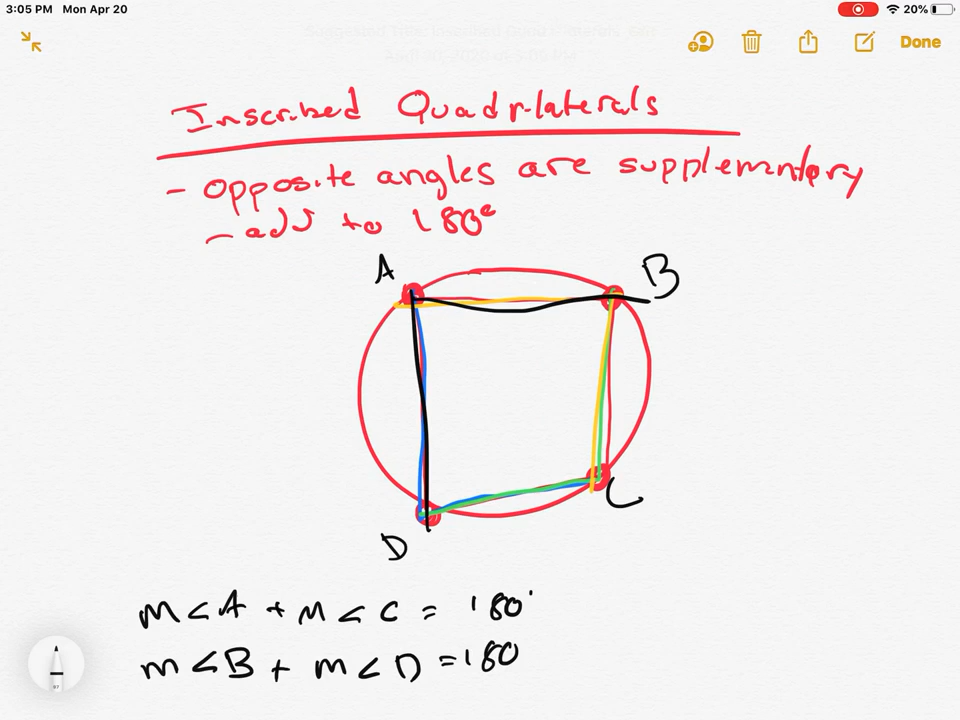 3:05 PM Mon Apr 20
20%
Done
Inscribed Quadrilaterals
- opposite angles are supplementary
- add to 180°
A
B
C
D
m<A + m<C = 180°
m<B + m<D = 180